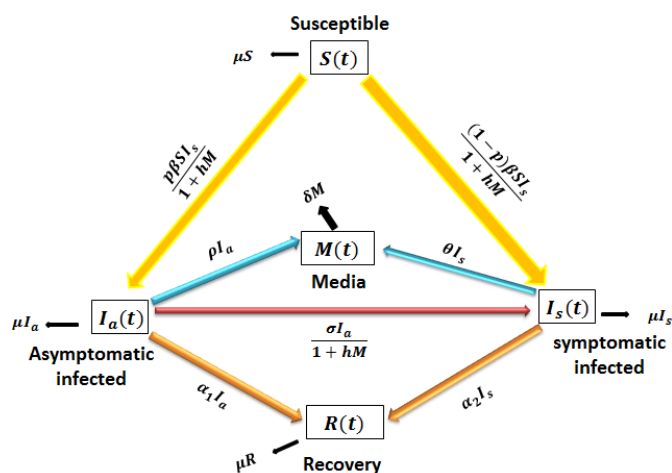 Susceptible
μS
S(t)
pβSI_s
1 + hM
(1-p)βSI_s
1 + hM
δM
ρI_a
M(t)
θI_s
Media
μI_a
I_a(t)
I_s(t)
μI_s
σI_a
1 + hM
Asymptomatic
infected
symptomatic
infected
α_1I_a
α_2I_s
R(t)
μR
Recovery